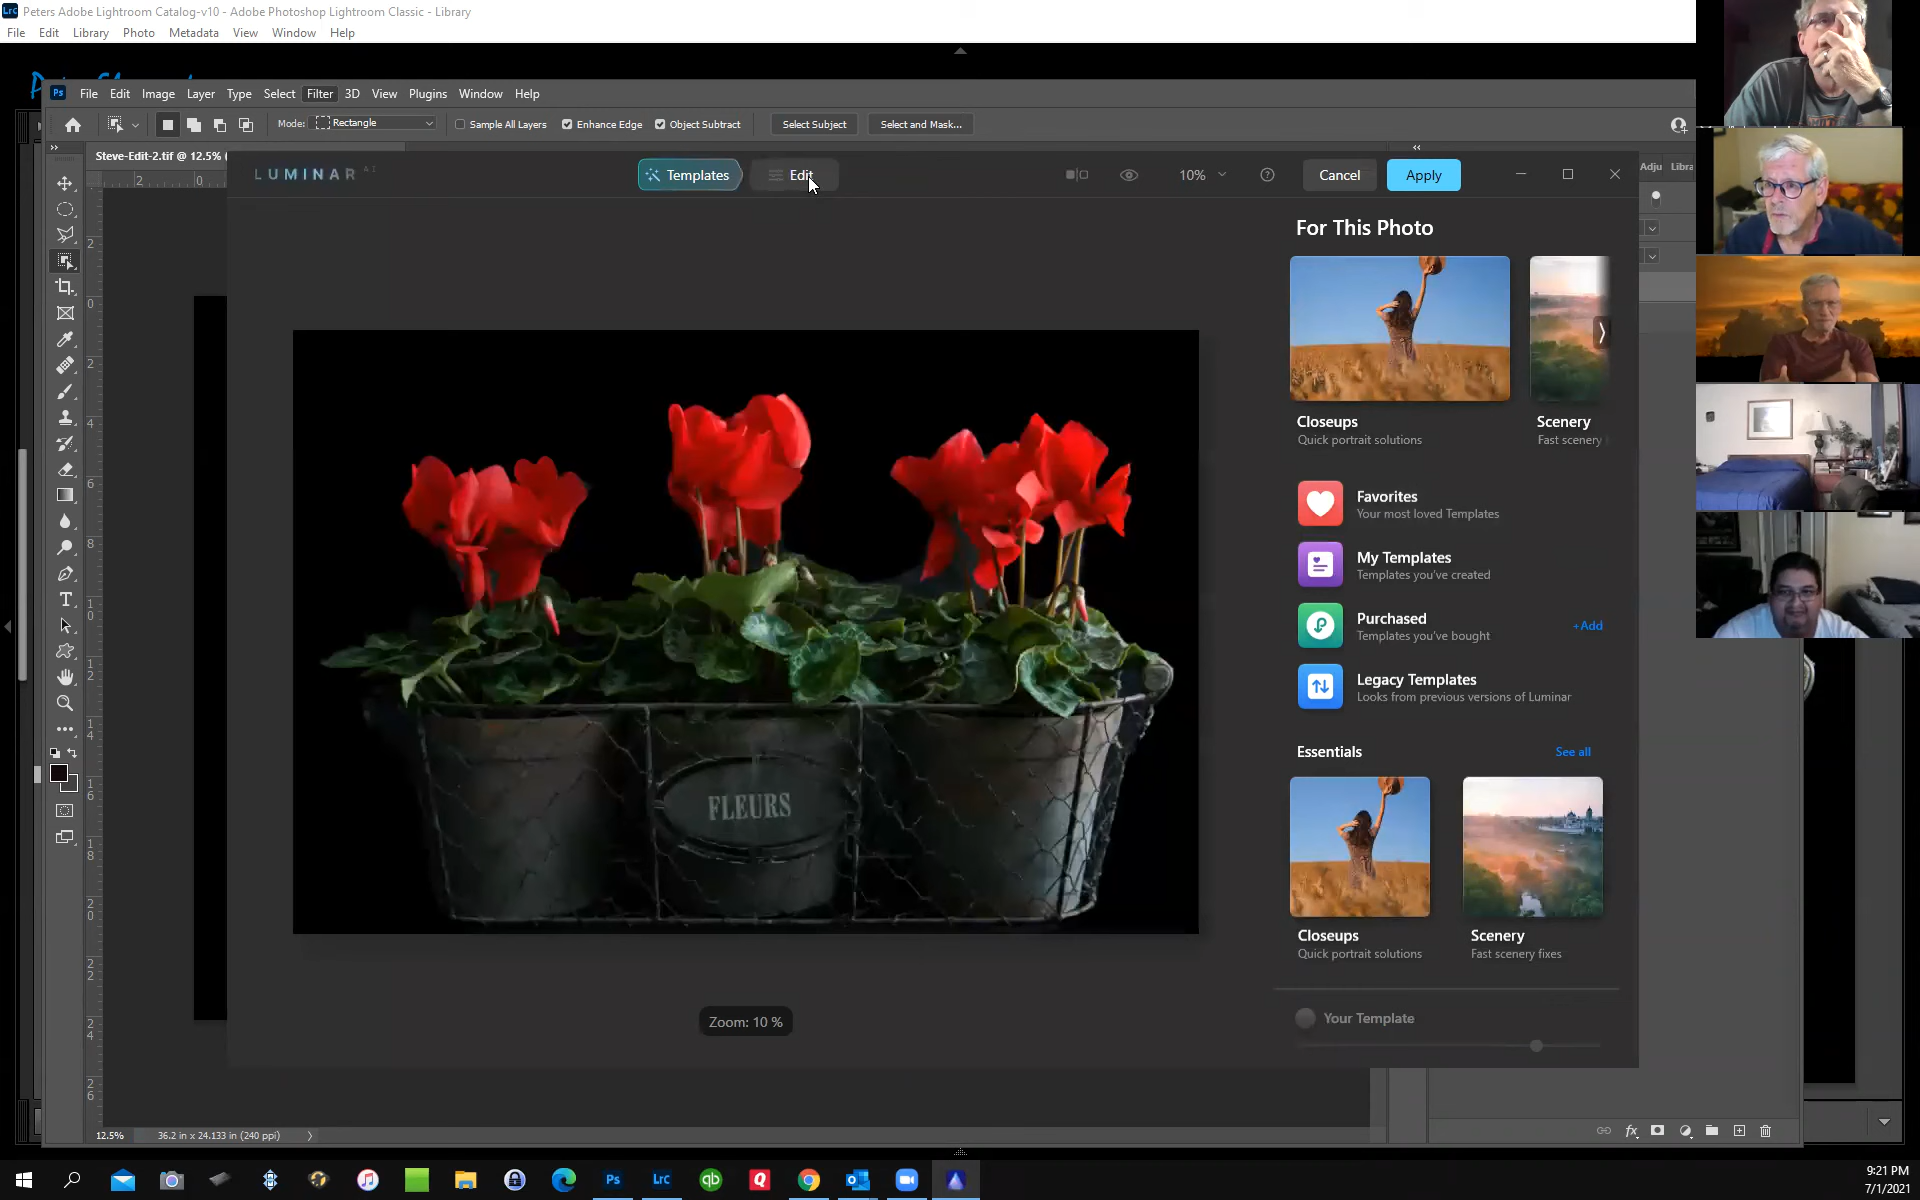 Peters Adobe Lightroom Catalog-v10 - Adobe Photoshop Lightroom Classic - Library
File Edit Library Photo Metadata View Window Help
File Edit Image Layer Type Select Filter 3D View Plugins Window Help
Mode: Rectangle Sample All Layers Enhance Edge Object Subtract Select Subject Select and Mask...
Steve-Edit-2.tif @ 12.5% (
Adju Libra
LUMINAR AI Templates Edit 10% Cancel Apply
For This Photo
Closeups Scenery
Quick portrait solutions Fast scenery
Favorites
Your most loved Templates
My Templates
Templates you've created
Purchased
Templates you've bought
+Add
Legacy Templates
Looks from previous versions of Luminar
Essentials See all
Closeups Scenery
Quick portrait solutions Fast scenery fixes
Your Template
FLEURS
Zoom: 10 %
12.5% 36.2 in x 24.133 in (240 ppi)
9:21 PM
7/1/2021